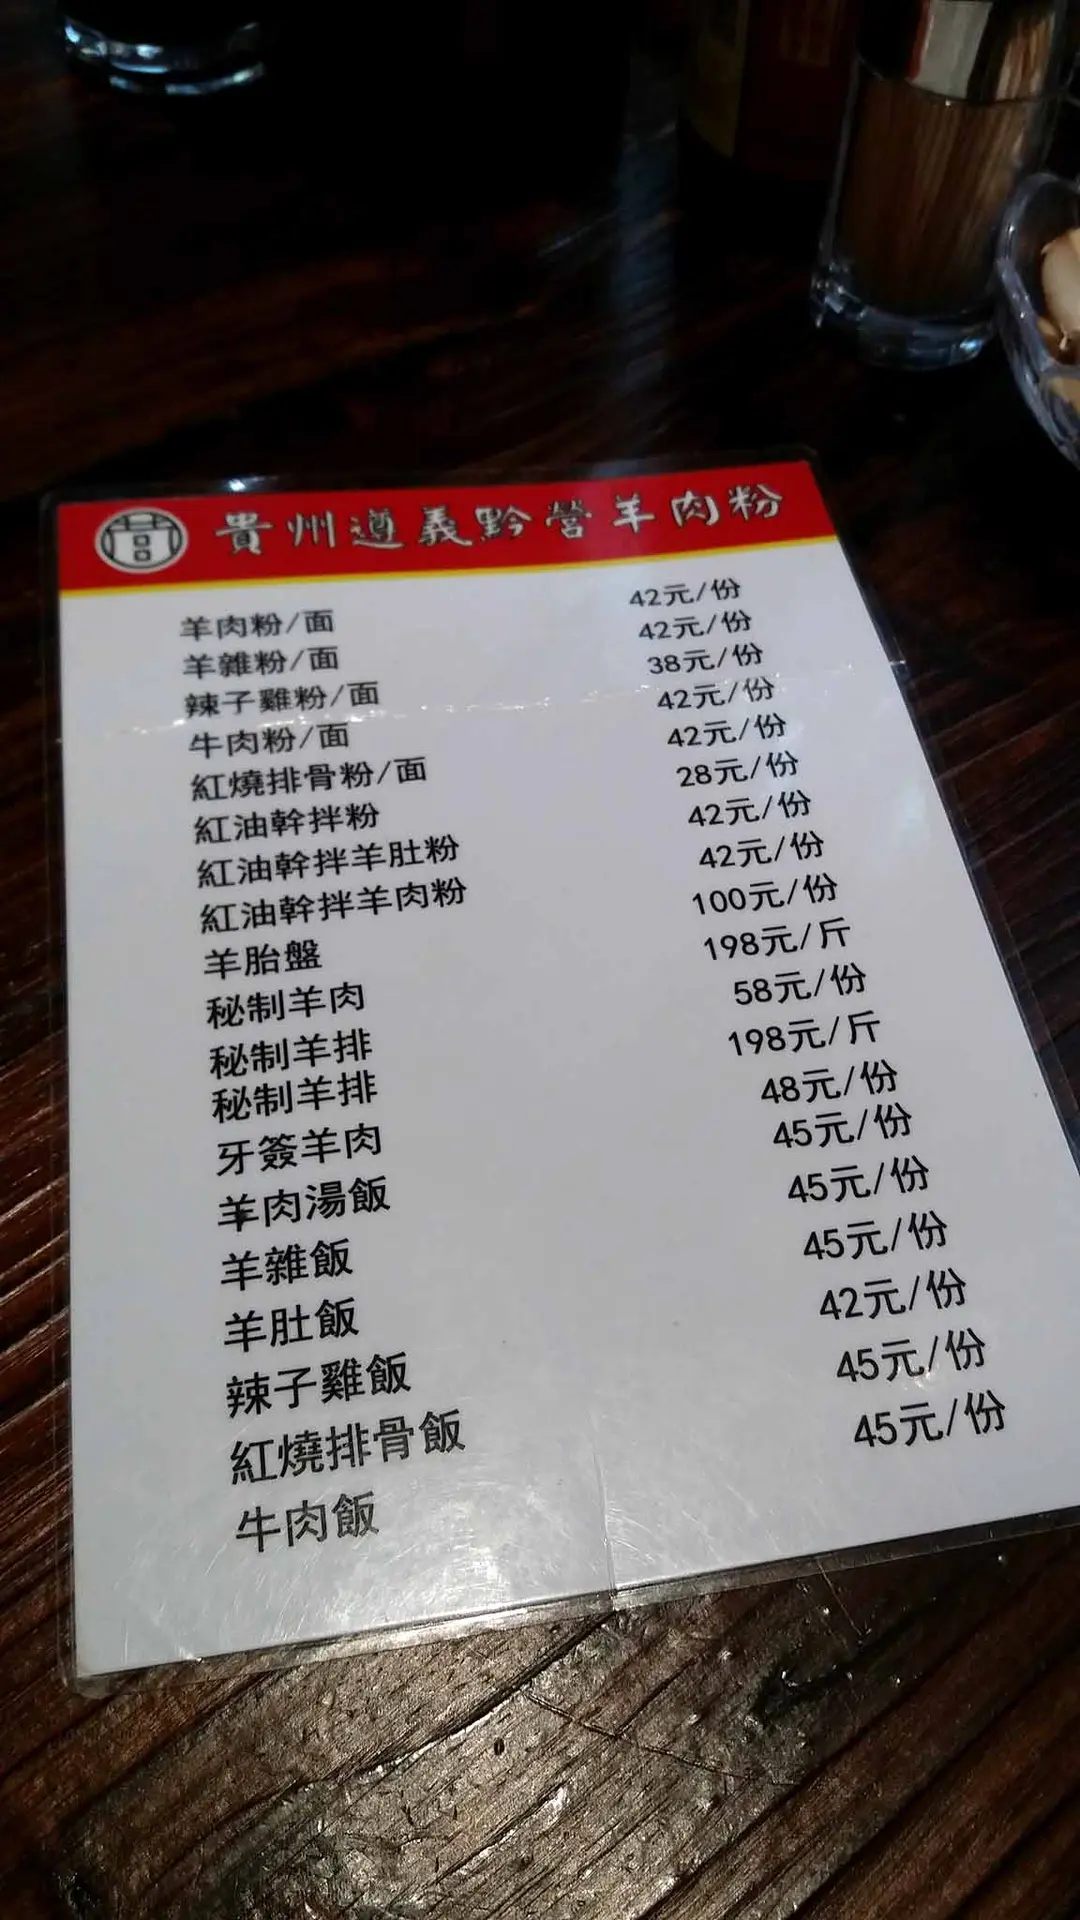 營 貴州遵義黔營羊肉粉
羊肉粉/面 42元/份
羊雜粉/面 42元/份
辣子雞粉/面 38元/份
牛肉粉/面 42元/份
紅燒排骨粉/面 42元/份
紅油幹拌粉 28元/份
紅油幹拌羊肚粉 42元/份
紅油幹拌羊肉粉 42元/份
羊胎盤 100元/份
秘制羊肉 198元/斤
秘制羊排 58元/份
秘制羊排 198元/斤
牙簽羊肉 48元/份
羊肉湯飯 45元/份
羊雜飯 45元/份
羊肚飯 45元/份
辣子雞飯 42元/份
紅燒排骨飯 45元/份
牛肉飯 45元/份